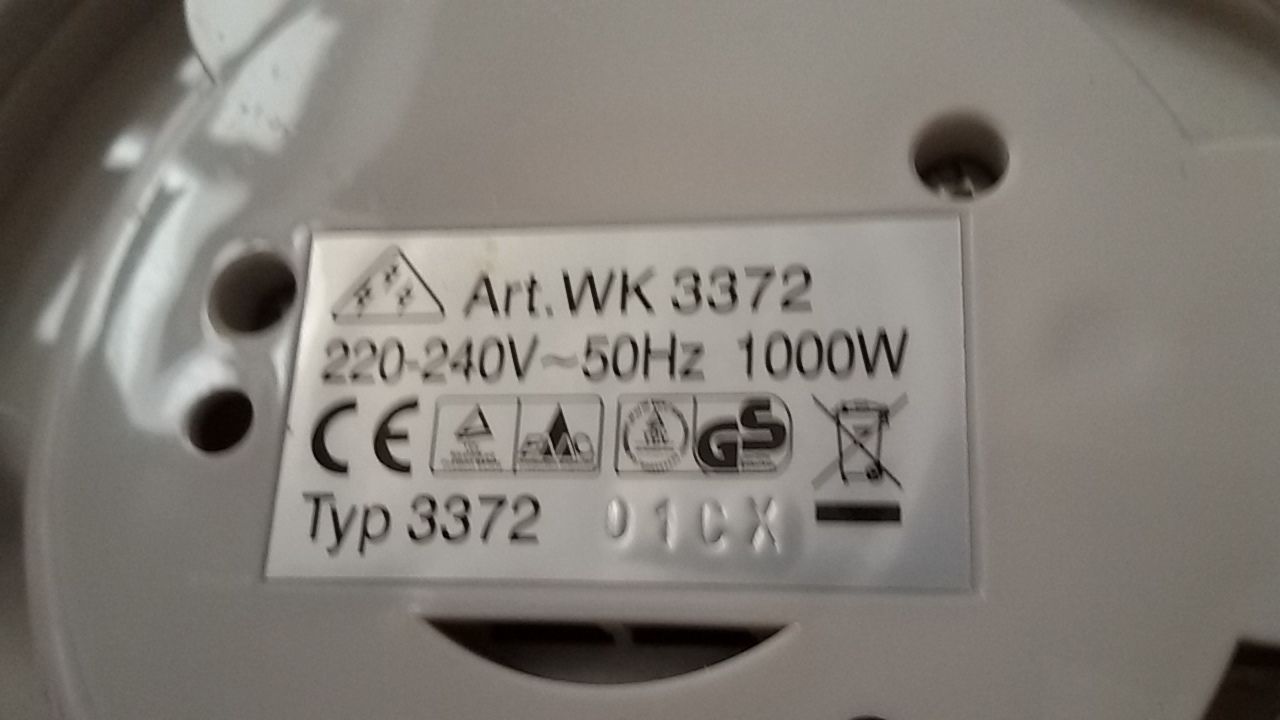 Art. WK 3372
220-240V~50Hz 1000W
CE GS
Typ 3372 01CX